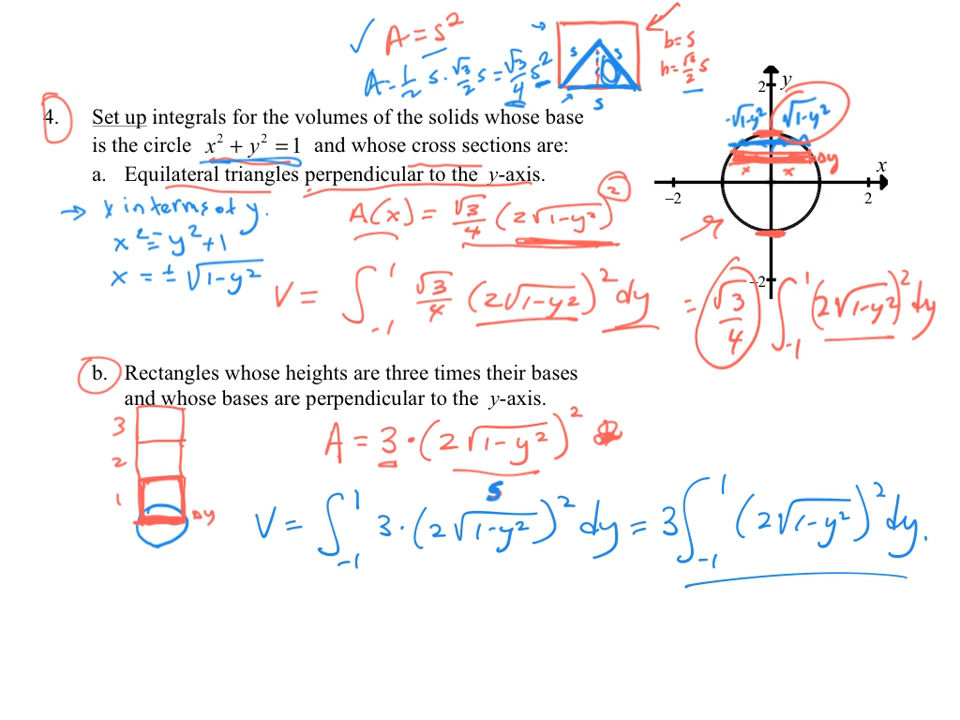 ✓ A = s²
A = 1/2 s · √3/2 s = √3/4 s²
s s
s
b = s
h = √3/2 s
4. Set up integrals for the volumes of the solids whose base
is the circle x² + y² = 1 and whose cross sections are:
a. Equilateral triangles perpendicular to the y-axis.
2 y
-√1-y² √1-y²
x x Δy
x
-2 2
-2
→ x in terms of y.
x² = -y² + 1
x = ± √1-y²
A(x) = √3/4 (2√1-y²)²
V = ∫₋₁¹ √3/4 (2√1-y²)² dy = √3/4 ∫₋₁¹ (2√1-y²)² dy
b. Rectangles whose heights are three times their bases
and whose bases are perpendicular to the y-axis.
3
2
1
Δy
A = 3 · (2√1-y²)²
s
V = ∫₋₁¹ 3 · (2√1-y²)² dy = 3∫₋₁¹ (2√1-y²)² dy.